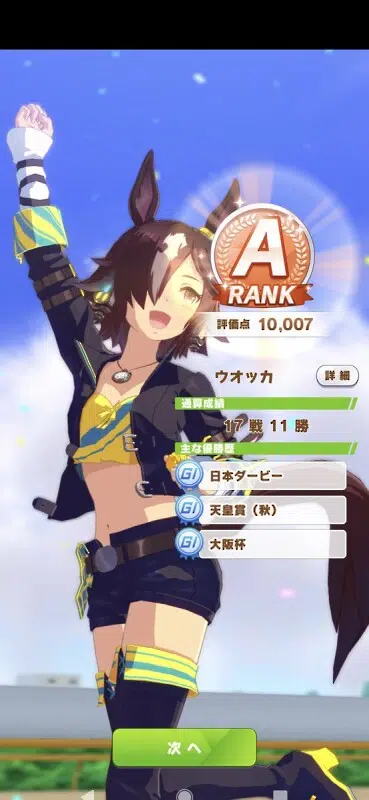 A
RANK
評価点 10,007
ウオッカ
詳細
通算成績
17 戦 11 勝
主な優勝歴
GI 日本ダービー
GI 天皇賞（秋）
GI 大阪杯
次へ